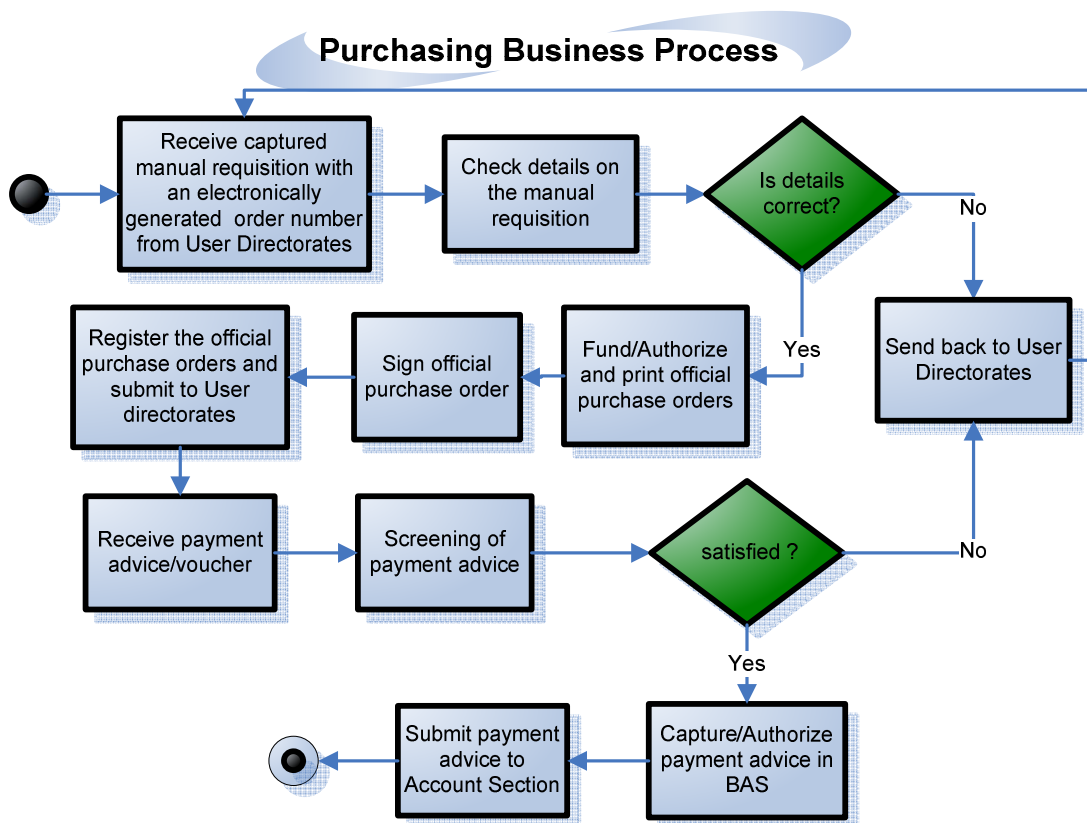 Purchasing Business Process
Receive captured
manual requisition with
an electronically
generated order number
from User Directorates
Check details on
the manual
requisition
Is details
correct?
No
Yes
Send back to User
Directorates
Fund/Authorize
and print official
purchase orders
Sign official
purchase order
Register the official
purchase orders and
submit to User
directorates
Receive payment
advice/voucher
Screening of
payment advice
satisfied ?
No
Yes
Capture/Authorize
payment advice in
BAS
Submit payment
advice to
Account Section